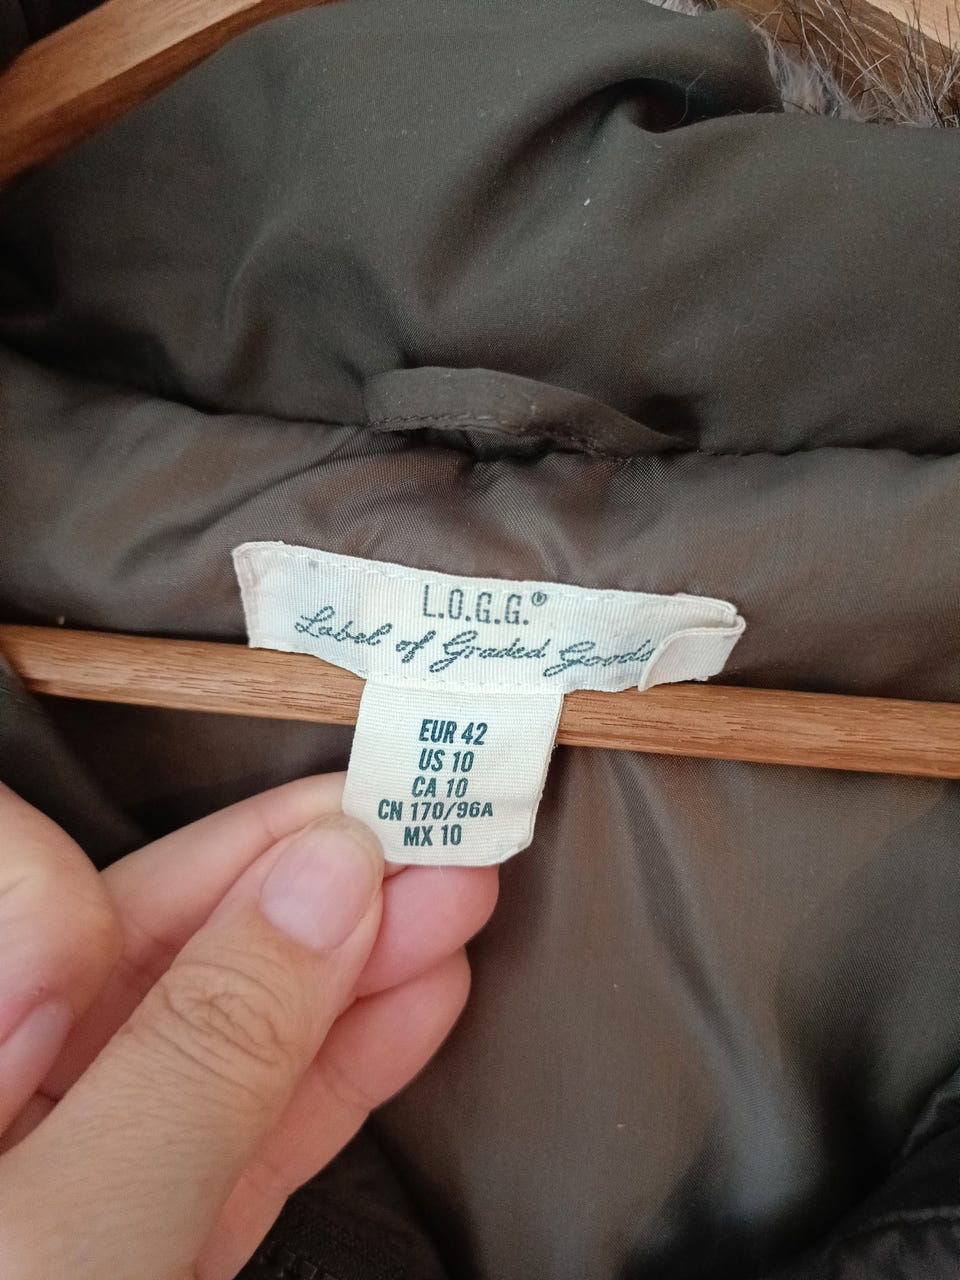 L.O.G.G.®
Label of Graded Goods
EUR 42
US 10
CA 10
CN 170/96A
MX 10